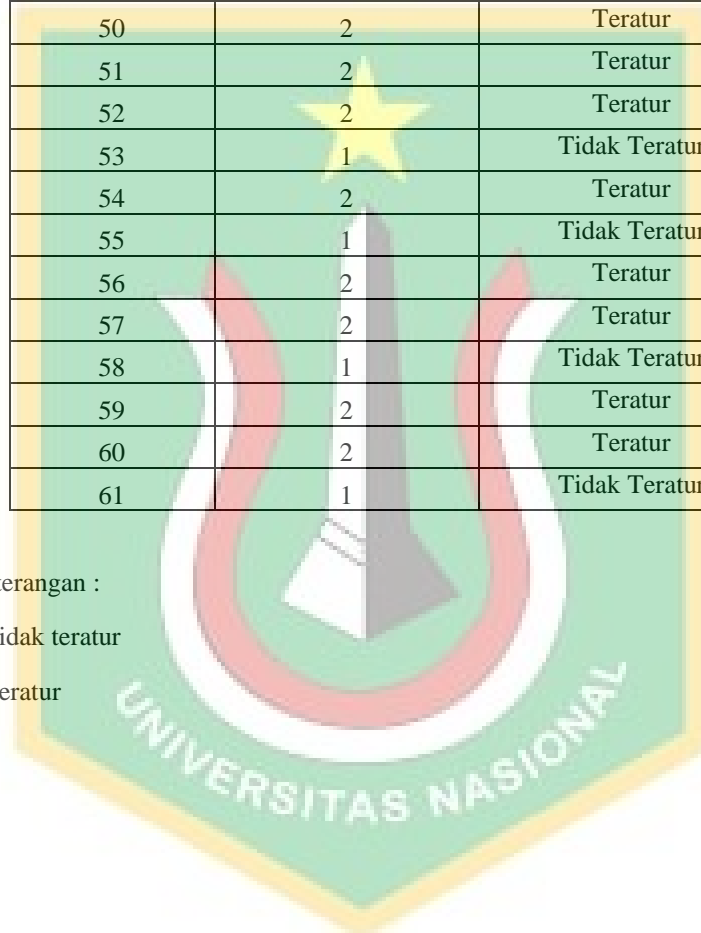 50 2 Teratur
51 2 Teratur
52 2 Teratur
53 1 Tidak Teratur
54 2 Teratur
55 1 Tidak Teratur
56 2 Teratur
57 2 Teratur
58 1 Tidak Teratur
59 2 Teratur
60 2 Teratur
61 1 Tidak Teratur
terangan :
idak teratur
eratur
UNIVERSITAS NASIONAL